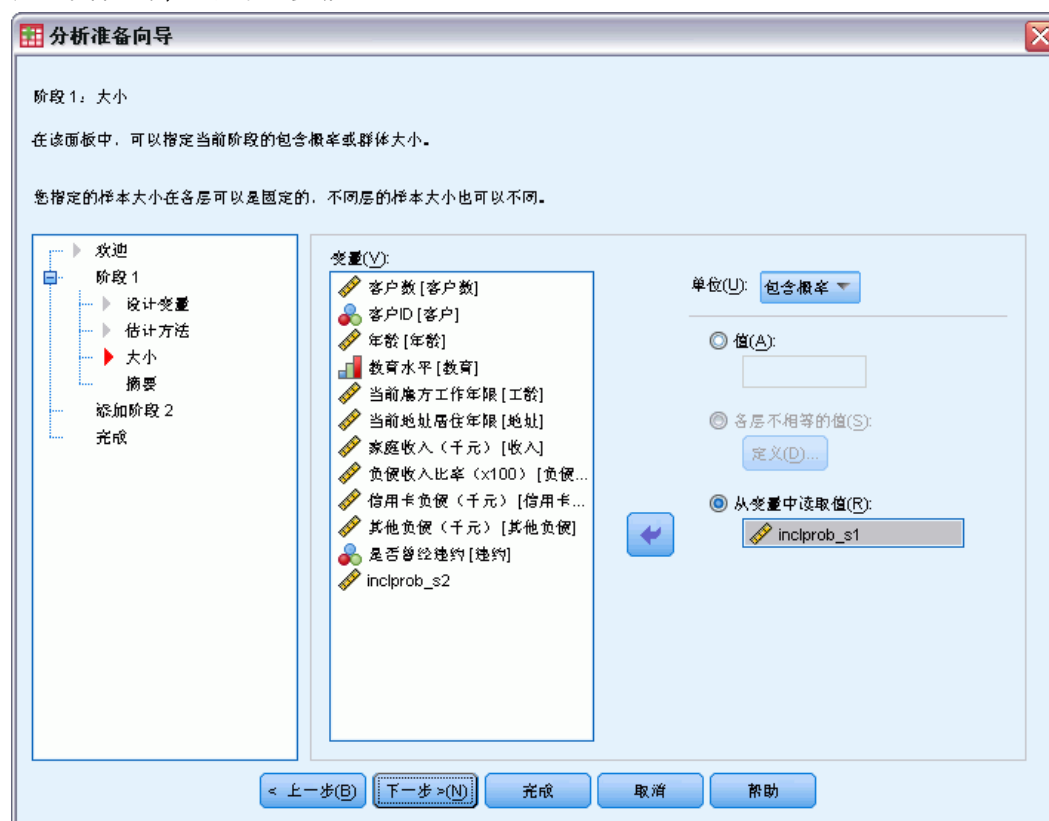 分析准备向导
阶段 1：大小
在该面板中，可以指定当前阶段的包含概率或群体大小。
您指定的样本大小在各层可以是固定的，不同层的样本大小也可以不同。
欢迎
阶段 1
设计变量
估计方法
大小
摘要
添加阶段 2
完成
变量(V):
客户数 [客户数]
客户ID [客户]
年龄 [年龄]
教育水平 [教育]
当前雇方工作年限 [工龄]
当前地址居住年限 [地址]
家庭收入（千元） [收入]
负债收入比率（x100） [负债...
信用卡负债（千元） [信用卡...
其他负债（千元） [其他负债]
是否曾经违约 [违约]
inclprob_s2
单位(U): 包含概率
值(A):
各层不相等的值(S):
定义(D)...
从变量中读取值(R):
inclprob_s1
< 上一步(B) 下一步 >(N) 完成 取消 帮助